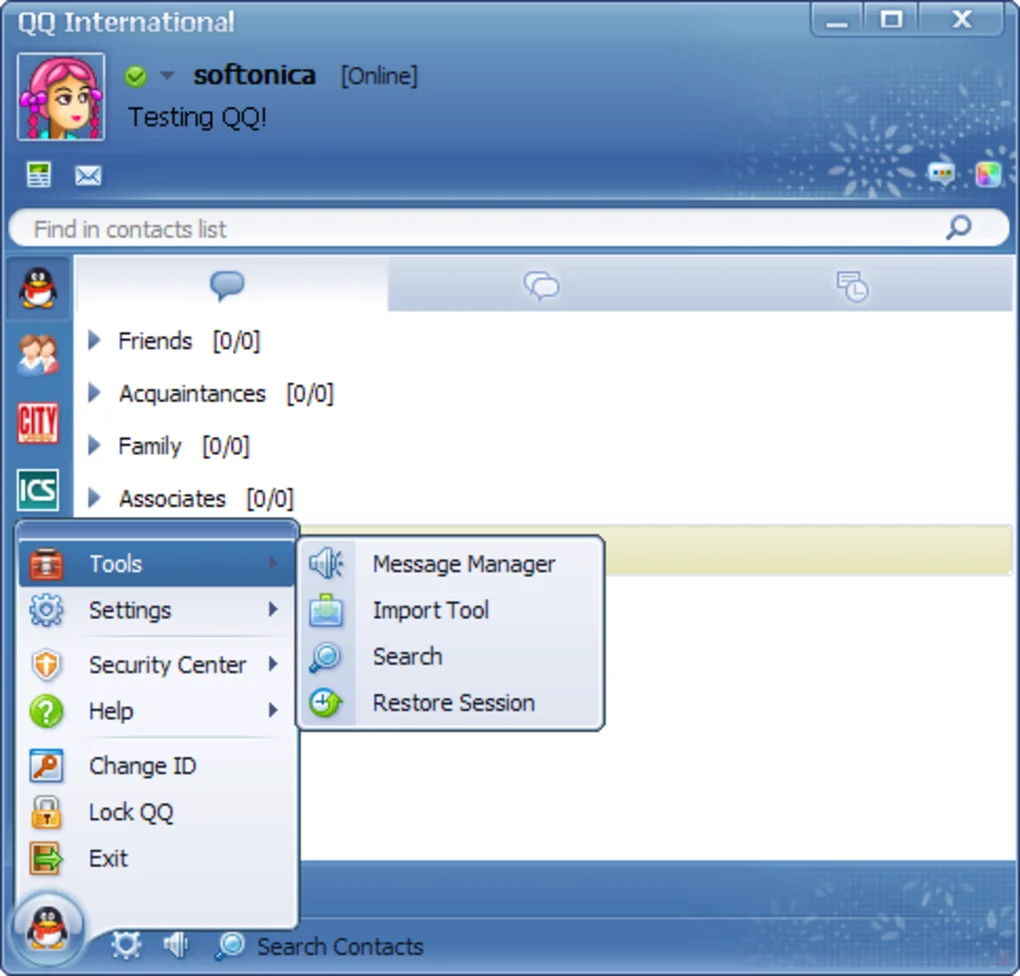 QQ International
softonica [Online]
Testing QQ!
Find in contacts list
Friends [0/0]
Acquaintances [0/0]
CITY
Family [0/0]
ICS
Associates [0/0]
Tools
Settings
Security Center
Help
Change ID
Lock QQ
Exit
Message Manager
Import Tool
Search
Restore Session
Search Contacts